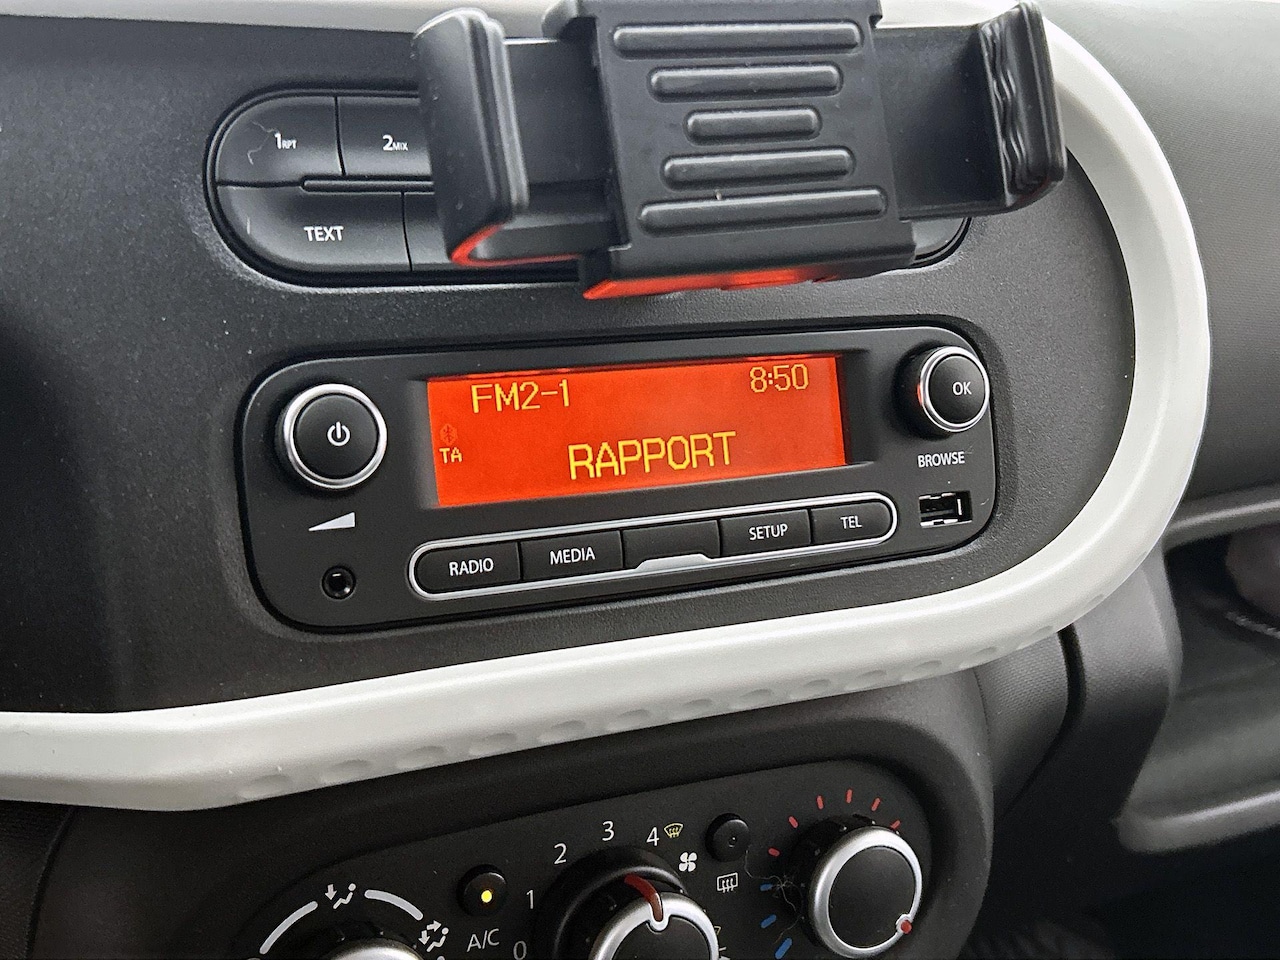 1RPT
2MIX
TEXT
FM2-1
8:50
TA
RAPPORT
OK
BROWSE
RADIO
MEDIA
SETUP
TEL
0
1
2
3
4
A/C